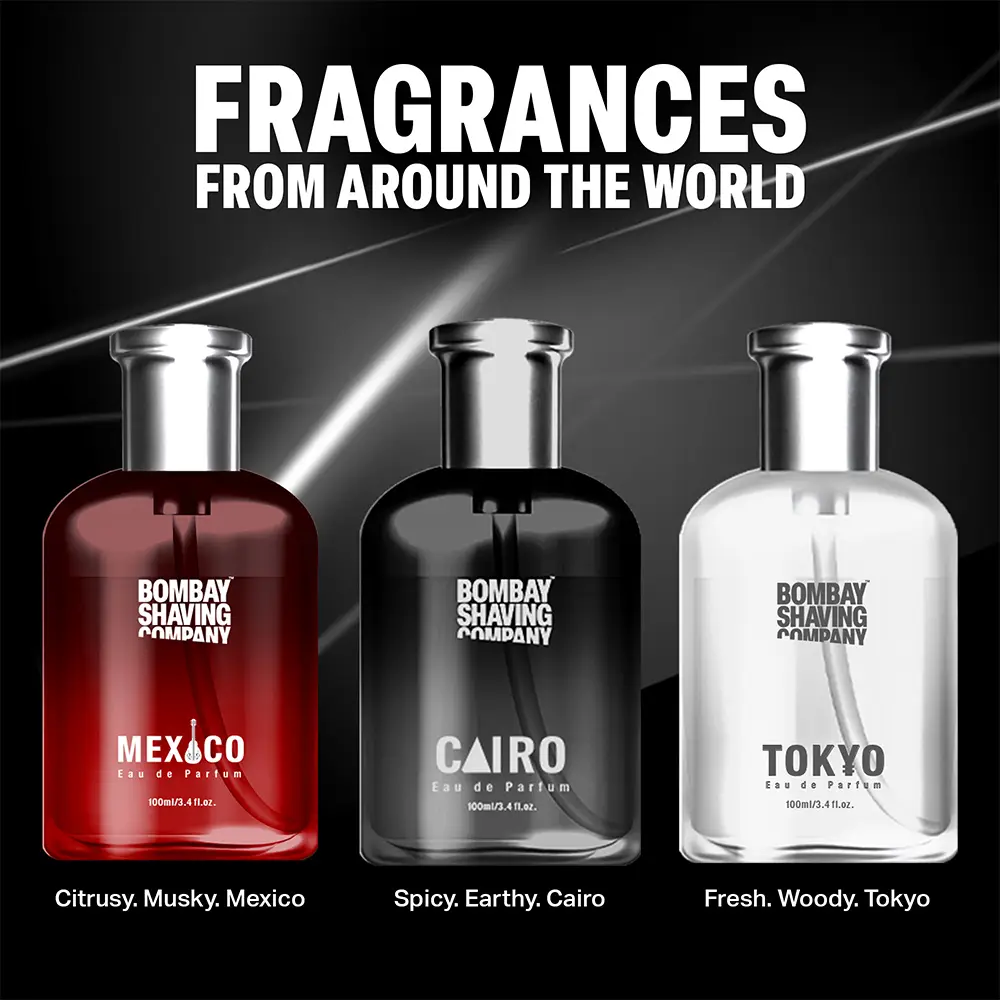 FRAGRANCES
FROM AROUND THE WORLD
BOMBAY
SHAVING
COMPANY
MEXICO
Eau de Parfum
100ml/3.4 fl.oz.
BOMBAY
SHAVING
COMPANY
CAIRO
Eau de Parfum
100ml/3.4 fl.oz.
BOMBAY
SHAVING
COMPANY
TOKYO
Eau de Parfum
100ml/3.4 fl.oz.
Citrusy. Musky. Mexico
Spicy. Earthy. Cairo
Fresh. Woody. Tokyo